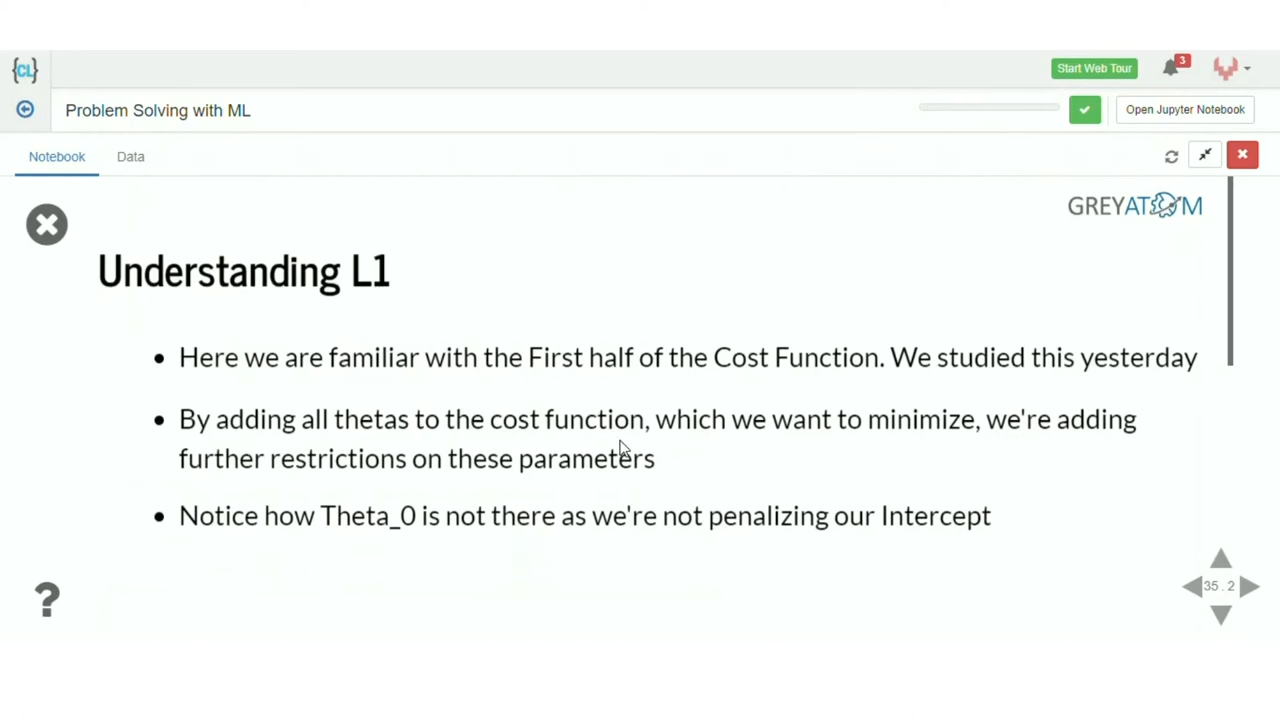 {CL}
Start Web Tour
3
Problem Solving with ML
Open Jupyter Notebook
Notebook
Data
GREYATOM
Understanding L1
Here we are familiar with the First half of the Cost Function. We studied this yesterday
By adding all thetas to the cost function, which we want to minimize, we're adding
further restrictions on these parameters
Notice how Theta_0 is not there as we're not penalizing our Intercept
?
35.2